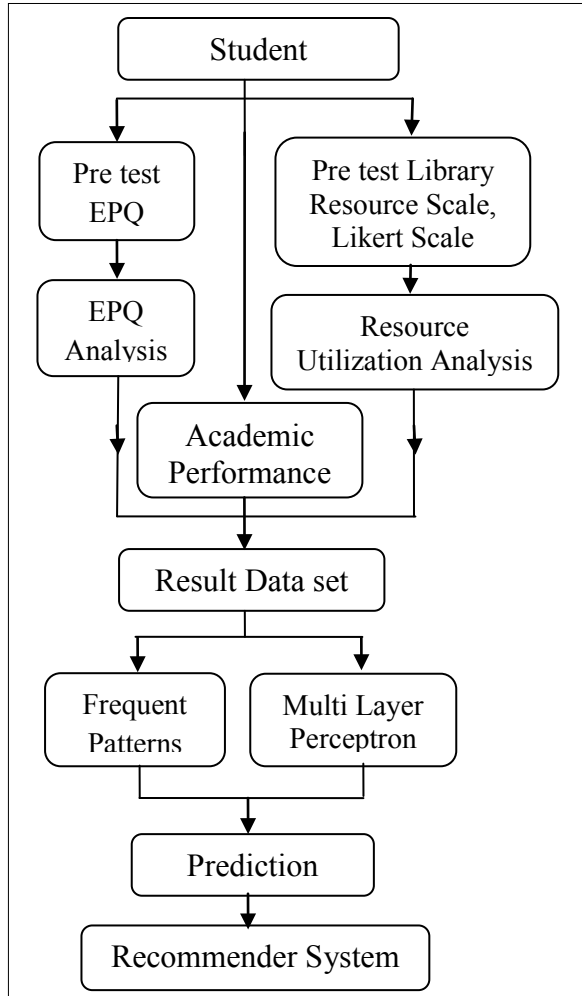 Student
Pre test
EPQ
Pre test Library
Resource Scale,
Likert Scale
EPQ
Analysis
Resource
Utilization Analysis
Academic
Performance
Result Data set
Frequent
Patterns
Multi Layer
Perceptron
Prediction
Recommender System